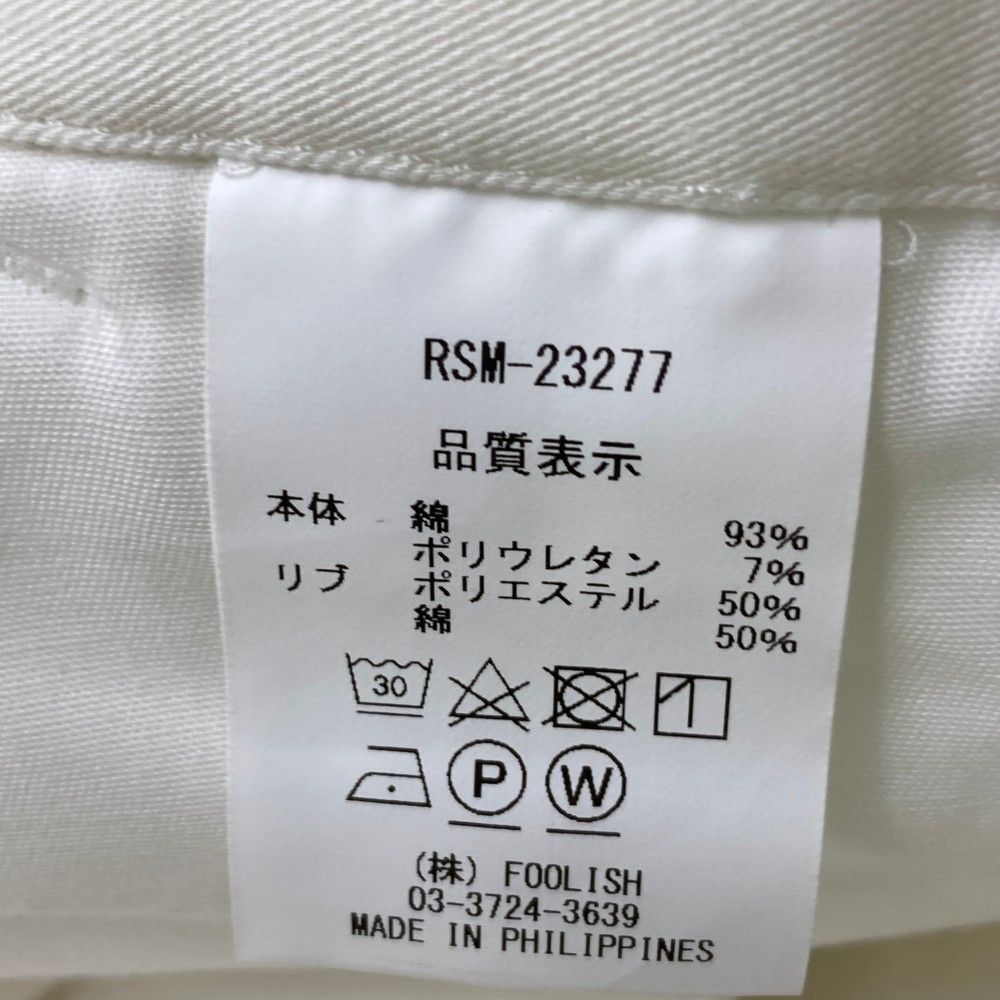 RSM-23277
品質表示
本体 綿 93%
ポリウレタン 7%
リブ ポリエステル 50%
綿 50%
30
P W
(株) FOOLISH
03-3724-3639
MADE IN PHILIPPINES